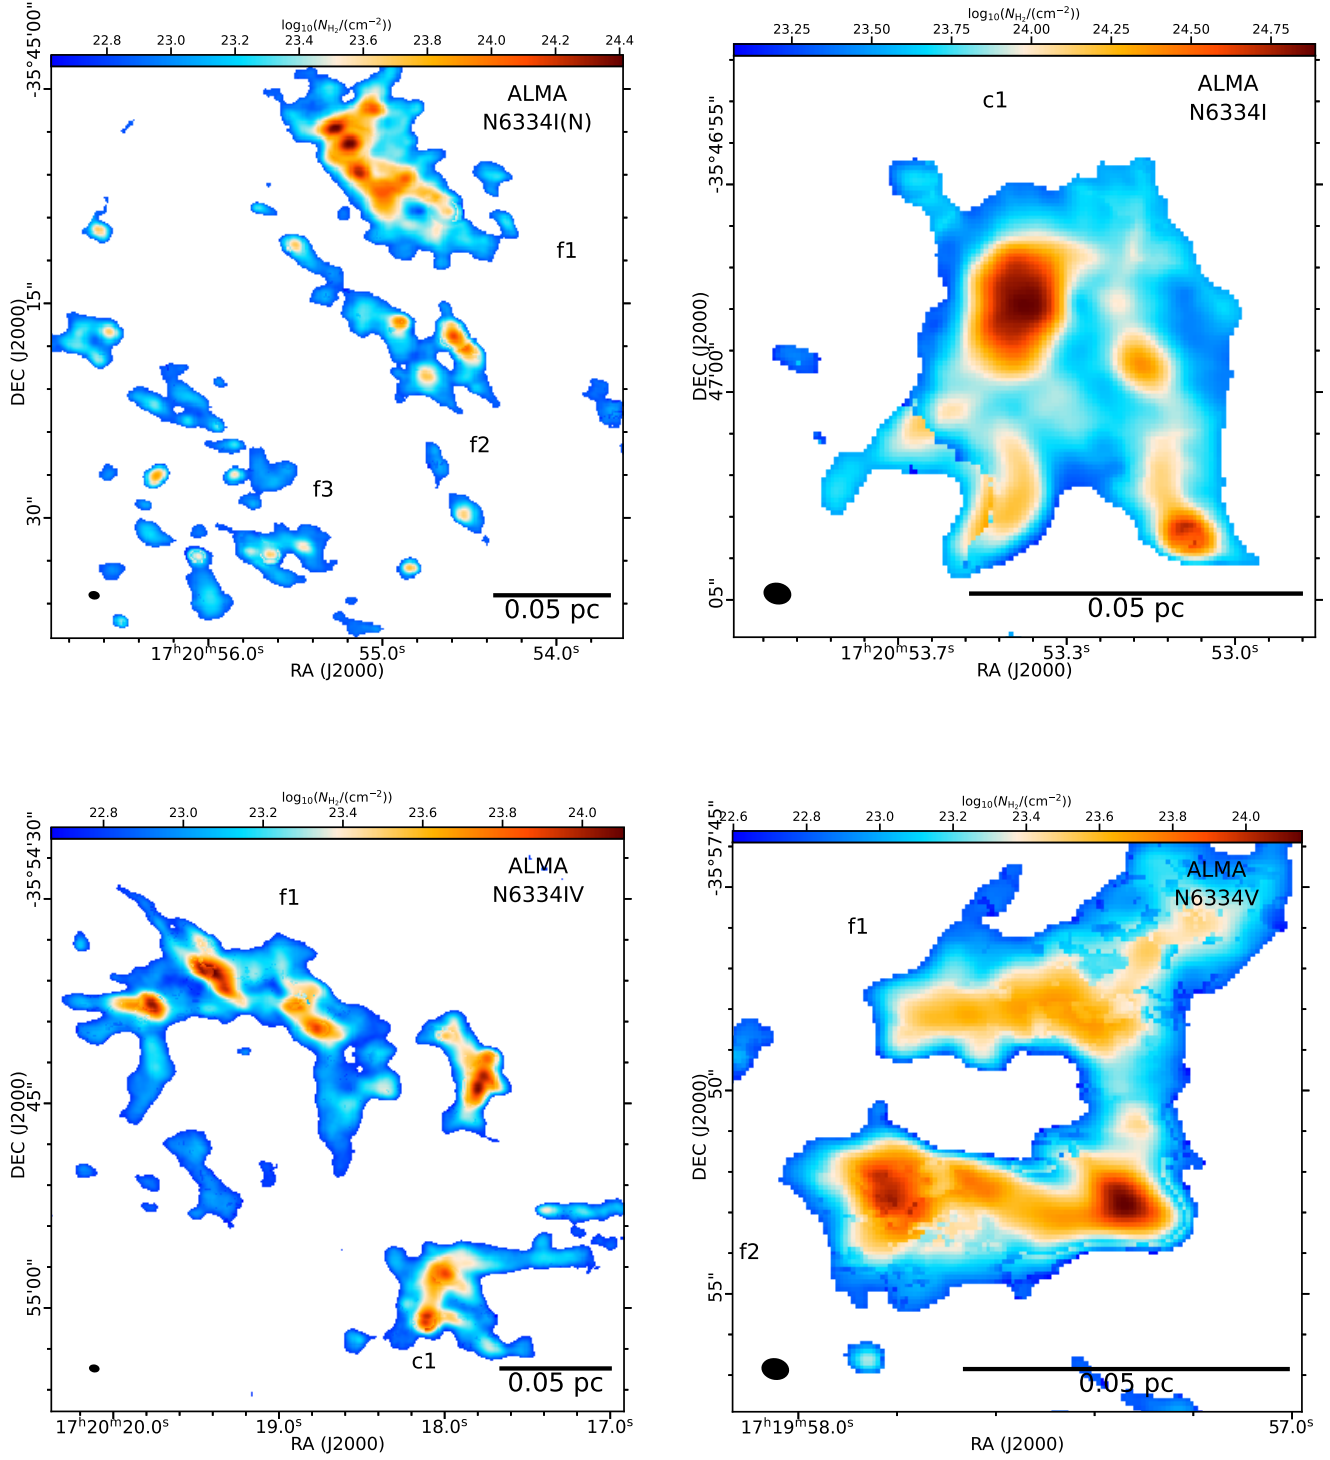 log₁₀(N_H₂/(cm⁻²))
22.8 23.0 23.2 23.4 23.6 23.8 24.0 24.2 24.4
ALMA
N6334I(N)
f1
f2
f3
0.05 pc
-35°45'00"
15"
30"
DEC (J2000)
17ʰ20ᵐ56.0ˢ 55.0ˢ 54.0ˢ
RA (J2000)
log₁₀(N_H₂/(cm⁻²))
23.25 23.50 23.75 24.00 24.25 24.50 24.75
ALMA
N6334I
c1
0.05 pc
-35°46'55"
47'00"
05"
DEC (J2000)
17ʰ20ᵐ53.7ˢ 53.3ˢ 53.0ˢ
RA (J2000)
log₁₀(N_H₂/(cm⁻²))
22.8 23.0 23.2 23.4 23.6 23.8 24.0
ALMA
N6334IV
f1
c1
0.05 pc
-35°54'30"
45"
55'00"
DEC (J2000)
17ʰ20ᵐ20.0ˢ 19.0ˢ 18.0ˢ 17.0ˢ
RA (J2000)
log₁₀(N_H₂/(cm⁻²))
22.6 22.8 23.0 23.2 23.4 23.6 23.8 24.0
ALMA
N6334V
f1
f2
0.05 pc
-35°57'45"
50"
55"
DEC (J2000)
17ʰ19ᵐ58.0ˢ 57.0ˢ
RA (J2000)